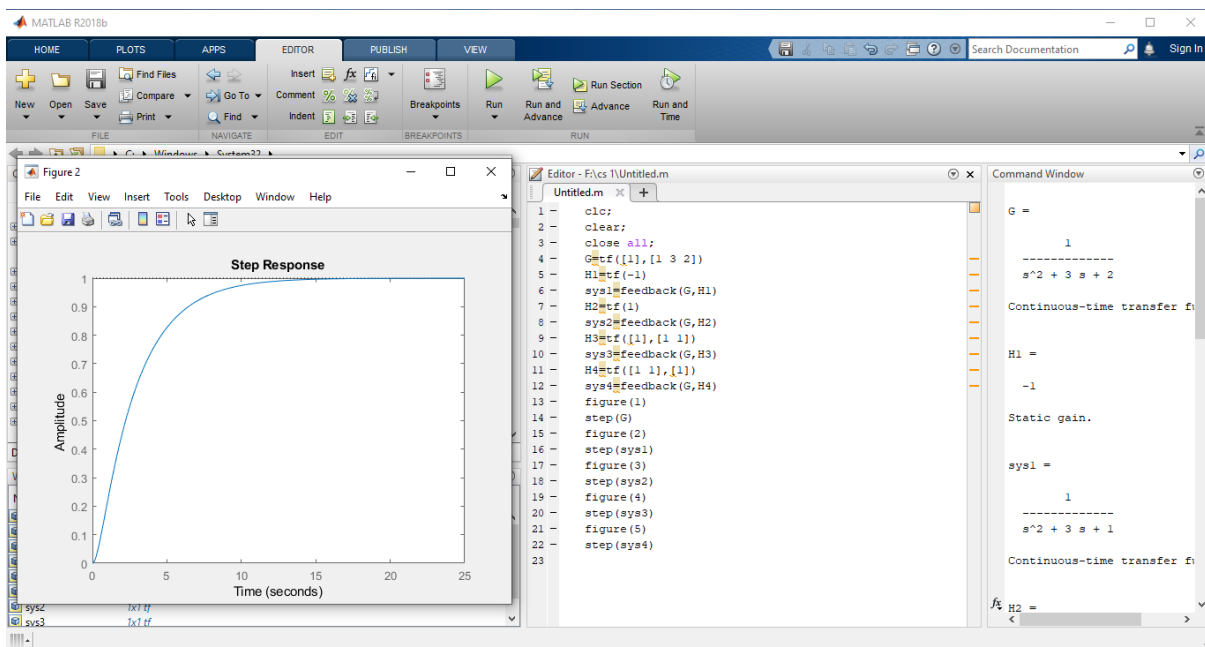 MATLAB R2018b
HOME PLOTS APPS EDITOR PUBLISH VIEW Search Documentation Sign In
New Open Save Find Files Compare Print Go To Find Insert fx Comment % Indent Breakpoints Run Run and Advance Run Section Advance Run and Time
FILE NAVIGATE EDIT BREAKPOINTS RUN
C: Windows System32
Figure 2
File Edit View Insert Tools Desktop Window Help
Step Response
1
0.9
0.8
0.7
0.6
0.5
0.4
0.3
0.2
0.1
0
Amplitude
0 5 10 15 20 25
Time (seconds)
sys2 1x1 tf
sys3 1x1 tf
Editor - F:\cs 1\Untitled.m
Untitled.m +
1 - clc;
2 - clear;
3 - close all;
4 - G=tf([1],[1 3 2])
5 - H1=tf(-1)
6 - sys1=feedback(G,H1)
7 - H2=tf(1)
8 - sys2=feedback(G,H2)
9 - H3=tf([1],[1 1])
10 - sys3=feedback(G,H3)
11 - H4=tf([1 1],[1])
12 - sys4=feedback(G,H4)
13 - figure(1)
14 - step(G)
15 - figure(2)
16 - step(sys1)
17 - figure(3)
18 - step(sys2)
19 - figure(4)
20 - step(sys3)
21 - figure(5)
22 - step(sys4)
23
Command Window
G =
1
-------------
s^2 + 3 s + 2
Continuous-time transfer
H1 =
-1
Static gain.
sys1 =
1
-------------
s^2 + 3 s + 1
Continuous-time transfer
fx H2 =